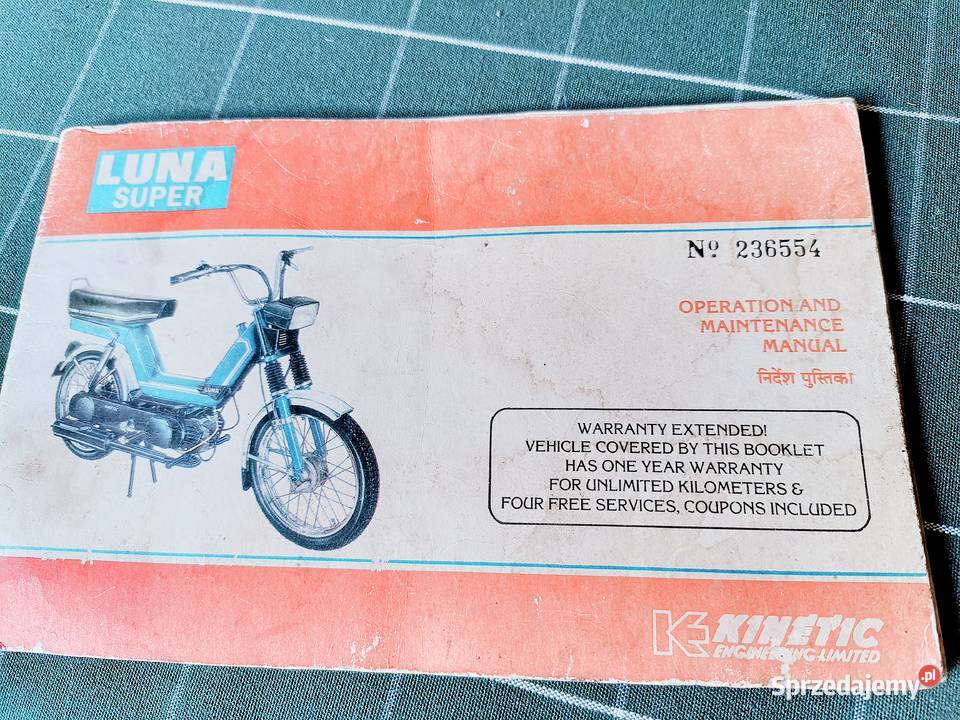 LUNA
SUPER
Nº 236554
OPERATION AND
MAINTENANCE
MANUAL
निर्देश पुस्तिका
WARRANTY EXTENDED!
VEHICLE COVERED BY THIS BOOKLET
HAS ONE YEAR WARRANTY
FOR UNLIMITED KILOMETERS &
FOUR FREE SERVICES, COUPONS INCLUDED
KINETIC
ENGINEERING LIMITED
Sprzedajemy.pl